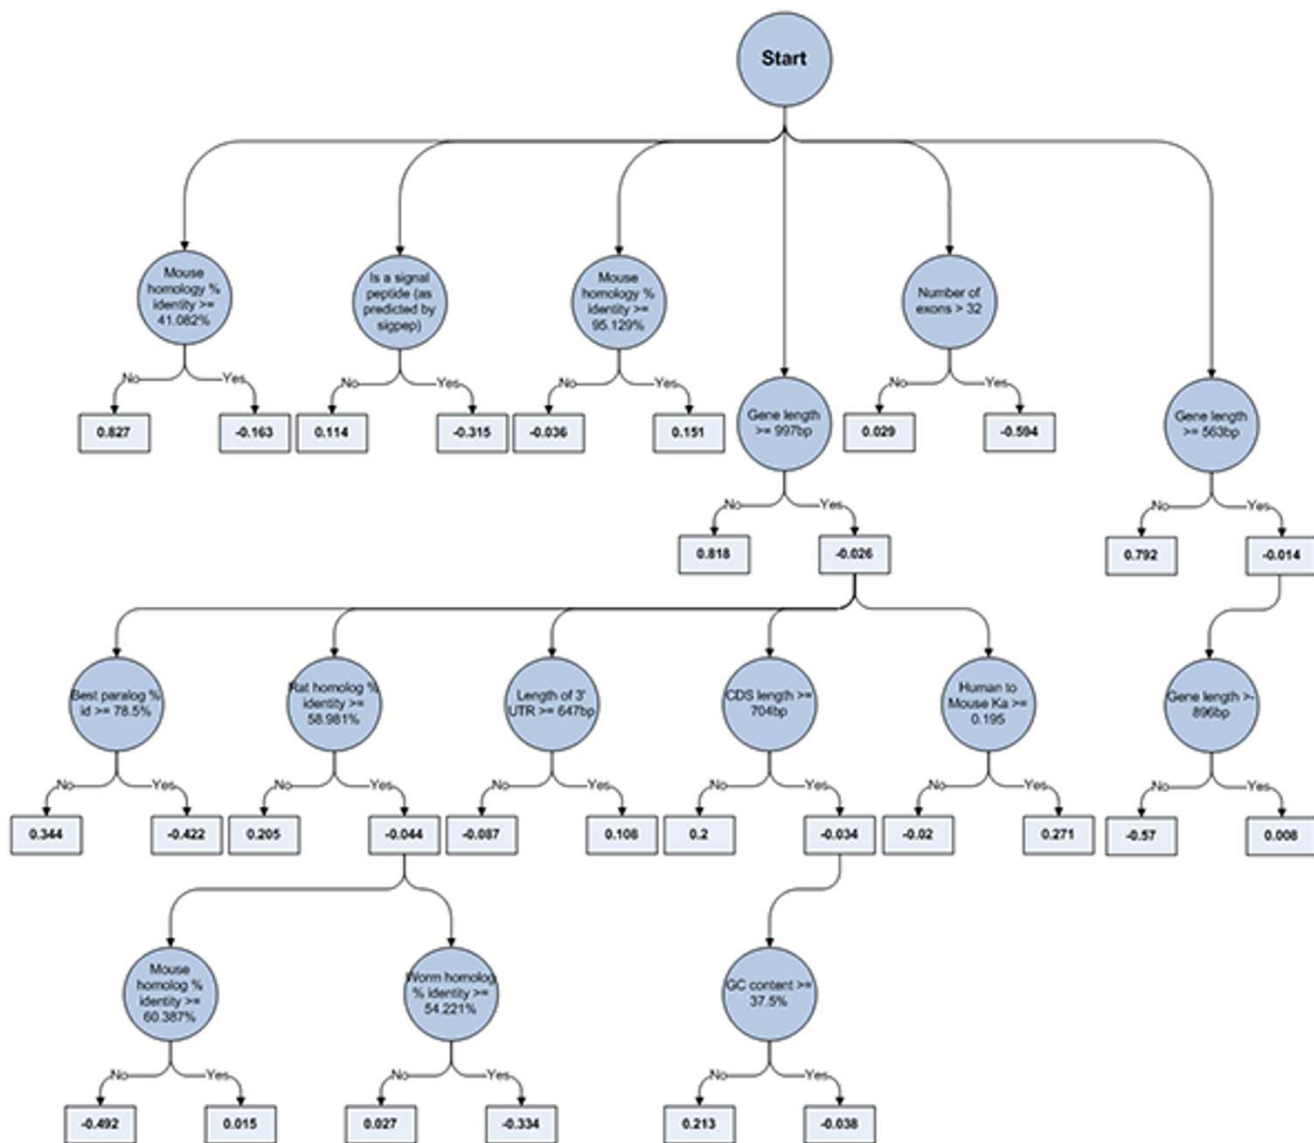 Start
Mouse
homology %
identity >=
41.082%
Is a signal
peptide (as
predicted by
sigpep)
Mouse
homology %
identity >=
95.129%
Number of
exons > 32
No
Yes
No
Yes
No
Yes
No
Yes
0.827
-0.163
0.114
-0.315
-0.036
0.151
Gene length
>= 997bp
0.029
-0.594
Gene length
>= 563bp
No
Yes
No
Yes
0.818
-0.026
0.792
-0.014
Best paralog %
id >= 78.5%
Rat homolog %
identity >=
58.981%
Length of 3'
UTR >= 647bp
CDS length >=
704bp
Human to
Mouse Ka >=
0.195
Gene length >-
896bp
No
Yes
No
Yes
No
Yes
No
Yes
No
Yes
No
Yes
0.344
-0.422
0.205
-0.044
-0.087
0.108
0.2
-0.034
-0.02
0.271
-0.57
0.008
Mouse
homolog %
identity >=
60.387%
Worm homolog
% identity >=
54.221%
GC content >=
37.5%
No
Yes
No
Yes
No
Yes
-0.492
0.015
0.027
-0.334
0.213
-0.038